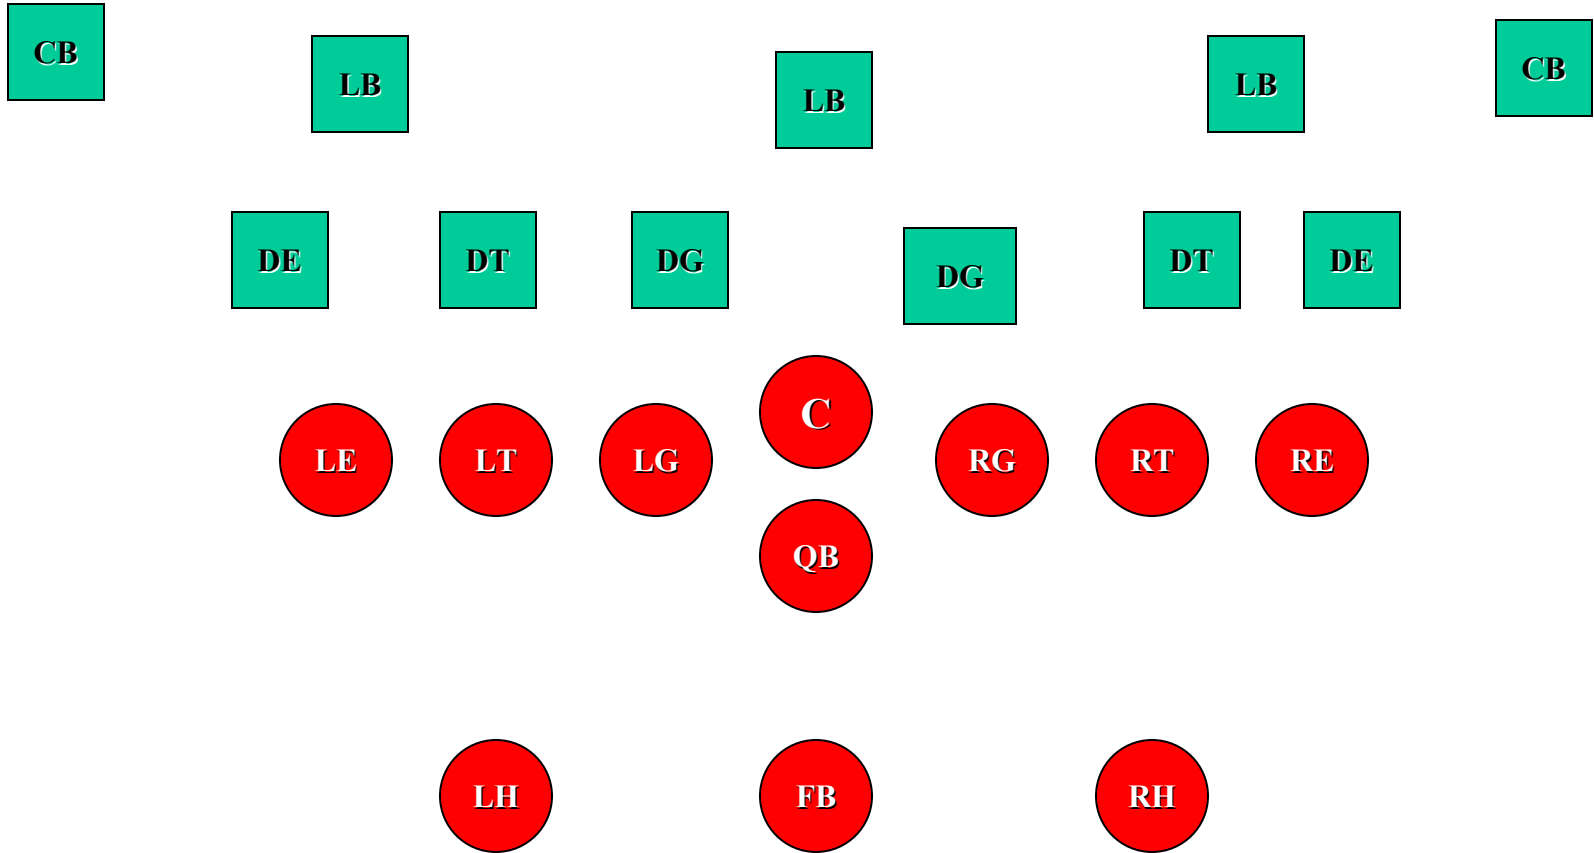 CB
LB
LB
LB
CB
DE
DT
DG
DG
DT
DE
C
LE
LT
LG
RG
RT
RE
QB
LH
FB
RH